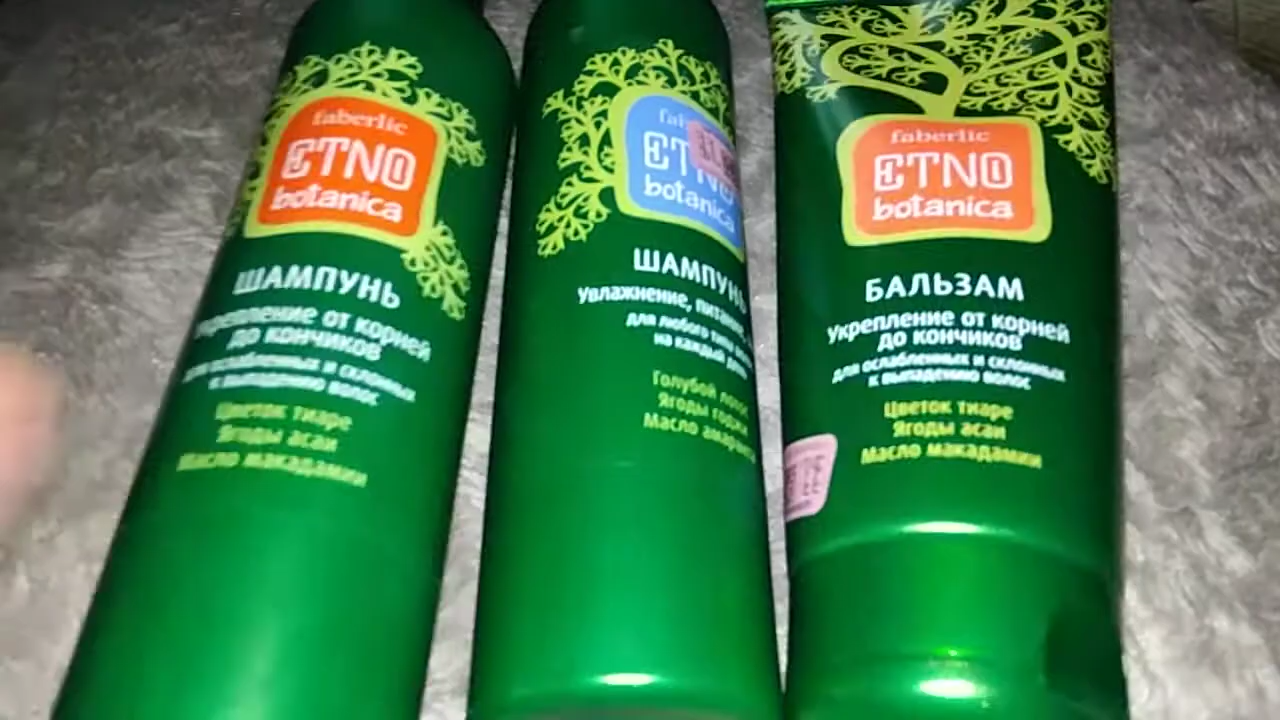 faberlic
ETNO
botanica
ШАМПУНЬ
укрепление от корней
до кончиков
для ослабленных и склонных
к выпадению волос
Цветок тиаре
Ягоды асаи
Масло макадамии
ETNO
botanica
ШАМПУНЬ
Увлажнение,
для любого типа
на каждый
Голубой лотос
Ягоды годжи
Масло амаранта
faberlic
ETNO
botanica
БАЛЬЗАМ
Укрепление от корней
до кончиков
для ослабленных и склонных
к выпадению волос
Цветок тиаре
Ягоды асаи
Масло макадамии